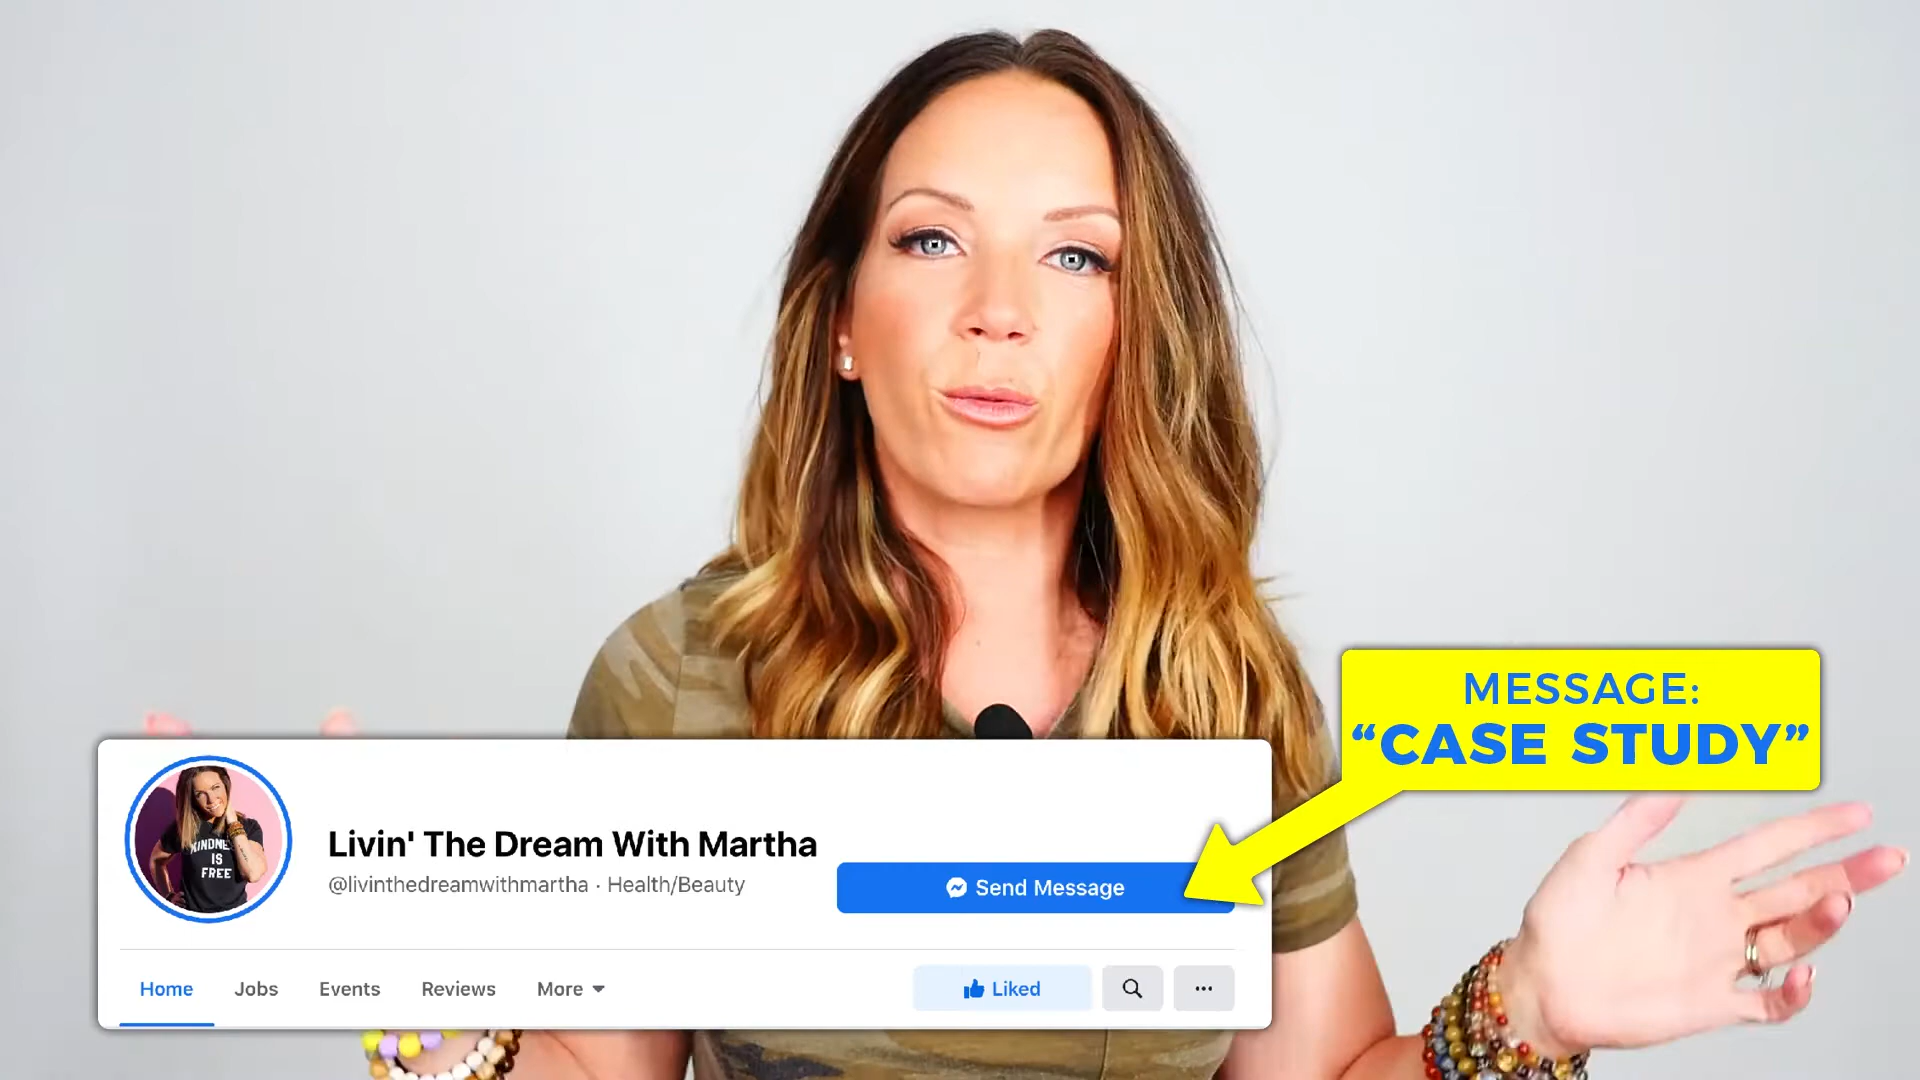 MESSAGE:
“CASE STUDY”
KINDNESS
IS
FREE
Livin' The Dream With Martha
@livinthedreamwithmartha · Health/Beauty
Send Message
Home Jobs Events Reviews More
Liked